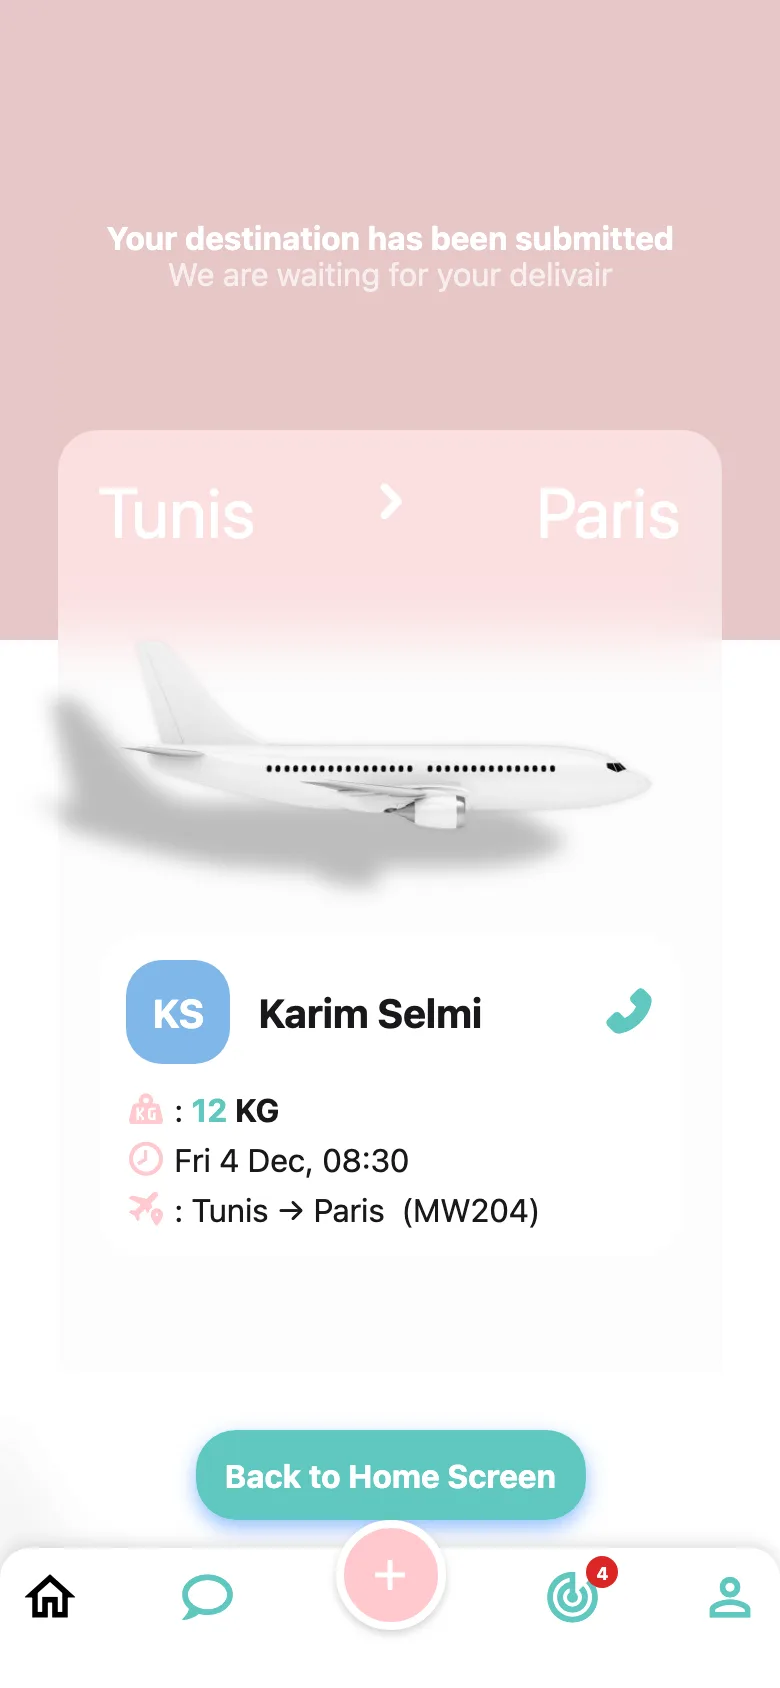 Your destination has been submitted
We are waiting for your delivair
Tunis Paris
KS Karim Selmi
KG : 12 KG
Fri 4 Dec, 08:30
: Tunis → Paris (MW204)
Back to Home Screen
+
4